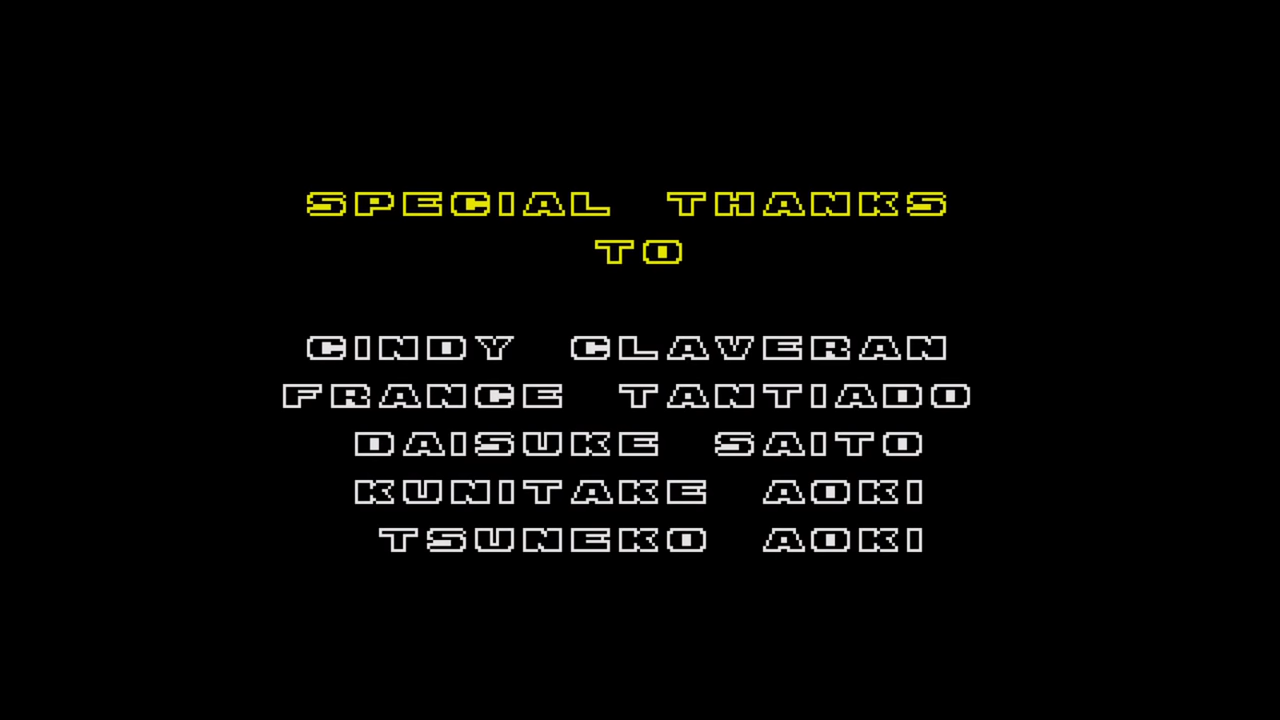 SPECIAL THANKS
TO
CINDY CLAVERAN
FRANCE TANTIADO
DAISUKE SAITO
KUNITAKE AOKI
TSUNEKO AOKI